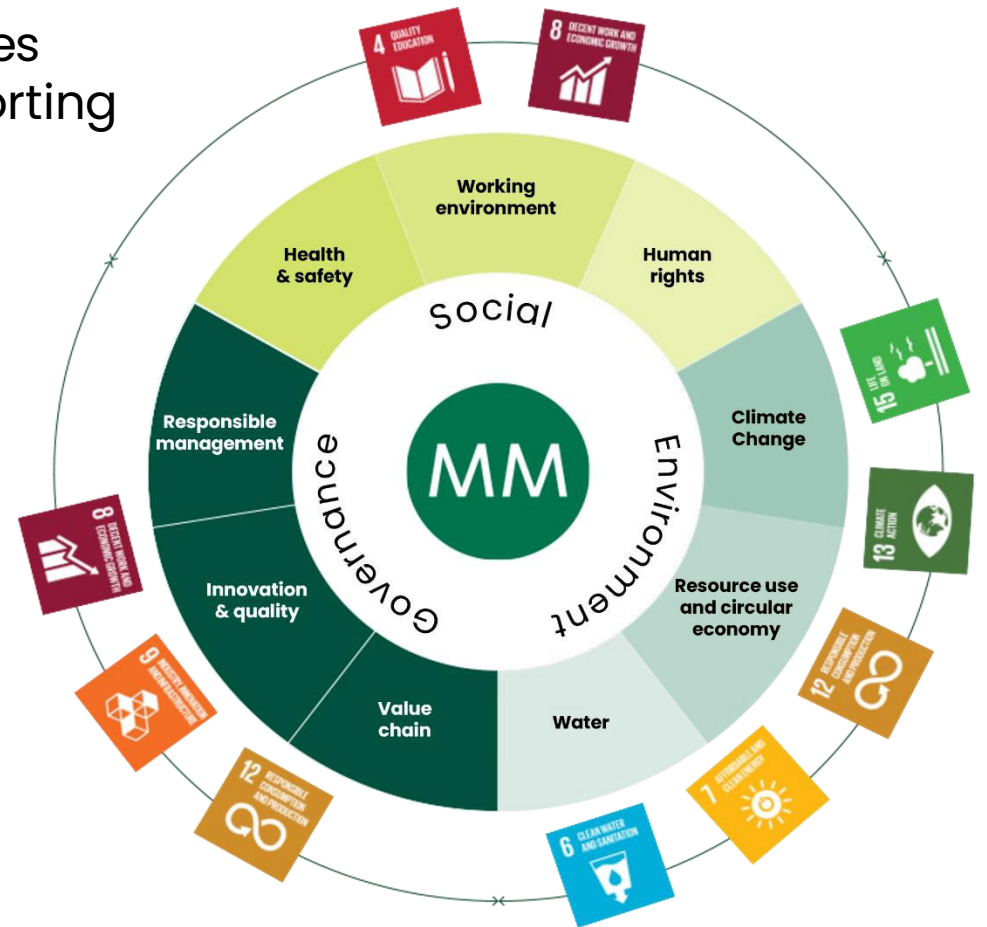 es
orting
4 QUALITY
EDUCATION
8 DECENT WORK AND
ECONOMIC GROWTH
Working
environment
Health
& safety
Human
rights
Social
15 LIFE
ON LAND
Responsible
management
Climate
Change
MM
Governance
Environment
13 CLIMATE
ACTION
8 DECENT WORK AND
ECONOMIC GROWTH
Innovation
& quality
Resource use
and circular
economy
12 RESPONSIBLE
CONSUMPTION
AND PRODUCTION
9 INDUSTRY, INNOVATION
AND INFRASTRUCTURE
Value
chain
Water
7 AFFORDABLE AND
CLEAN ENERGY
12 RESPONSIBLE
CONSUMPTION
AND PRODUCTION
6 CLEAN WATER
AND SANITATION